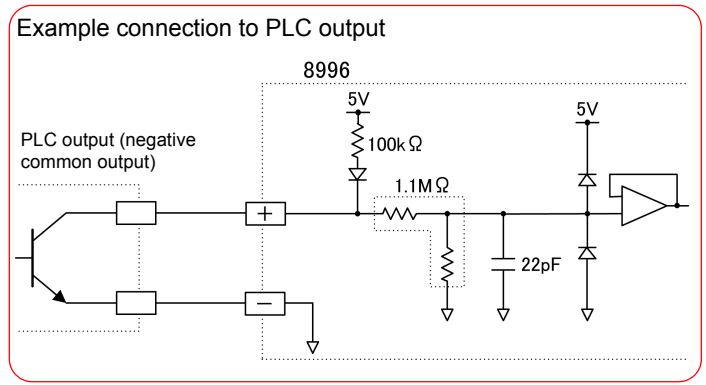 Example connection to PLC output
8996
5V
5V
PLC output (negative
common output)
100kΩ
1.1MΩ
+
22pF
−